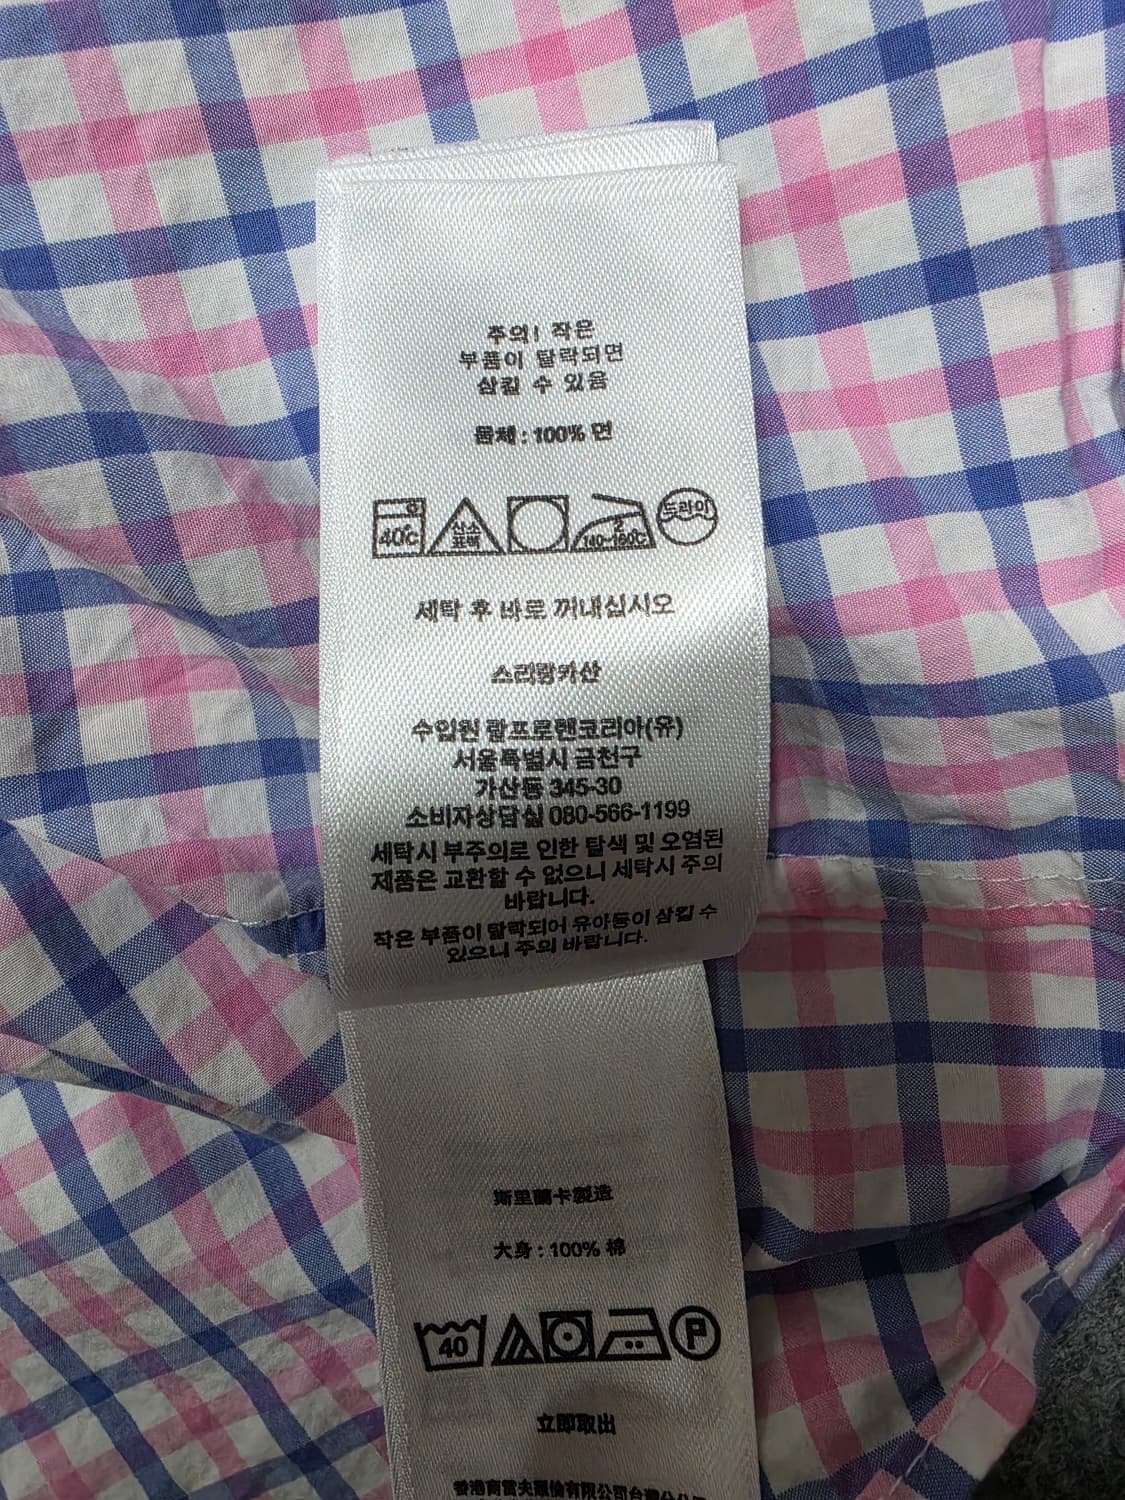 주의! 작은
부품이 탈락되면
삼킬 수 있음
몸체 : 100% 면
40℃
산소
표백
2
140~160℃
드라이
세탁 후 바로 꺼내십시오
스리랑카산
수입원 랄프로렌코리아(유)
서울특별시 금천구
가산동 345-30
소비자상담실 080-566-1199
세탁시 부주의로 인한 탈색 및 오염된
제품은 교환할 수 없으니 세탁시 주의
바랍니다.
작은 부품이 탈락되어 유아등이 삼킬 수
있으니 주의 바랍니다.
斯里蘭卡製造
大身 : 100% 棉
40
P
立即取出